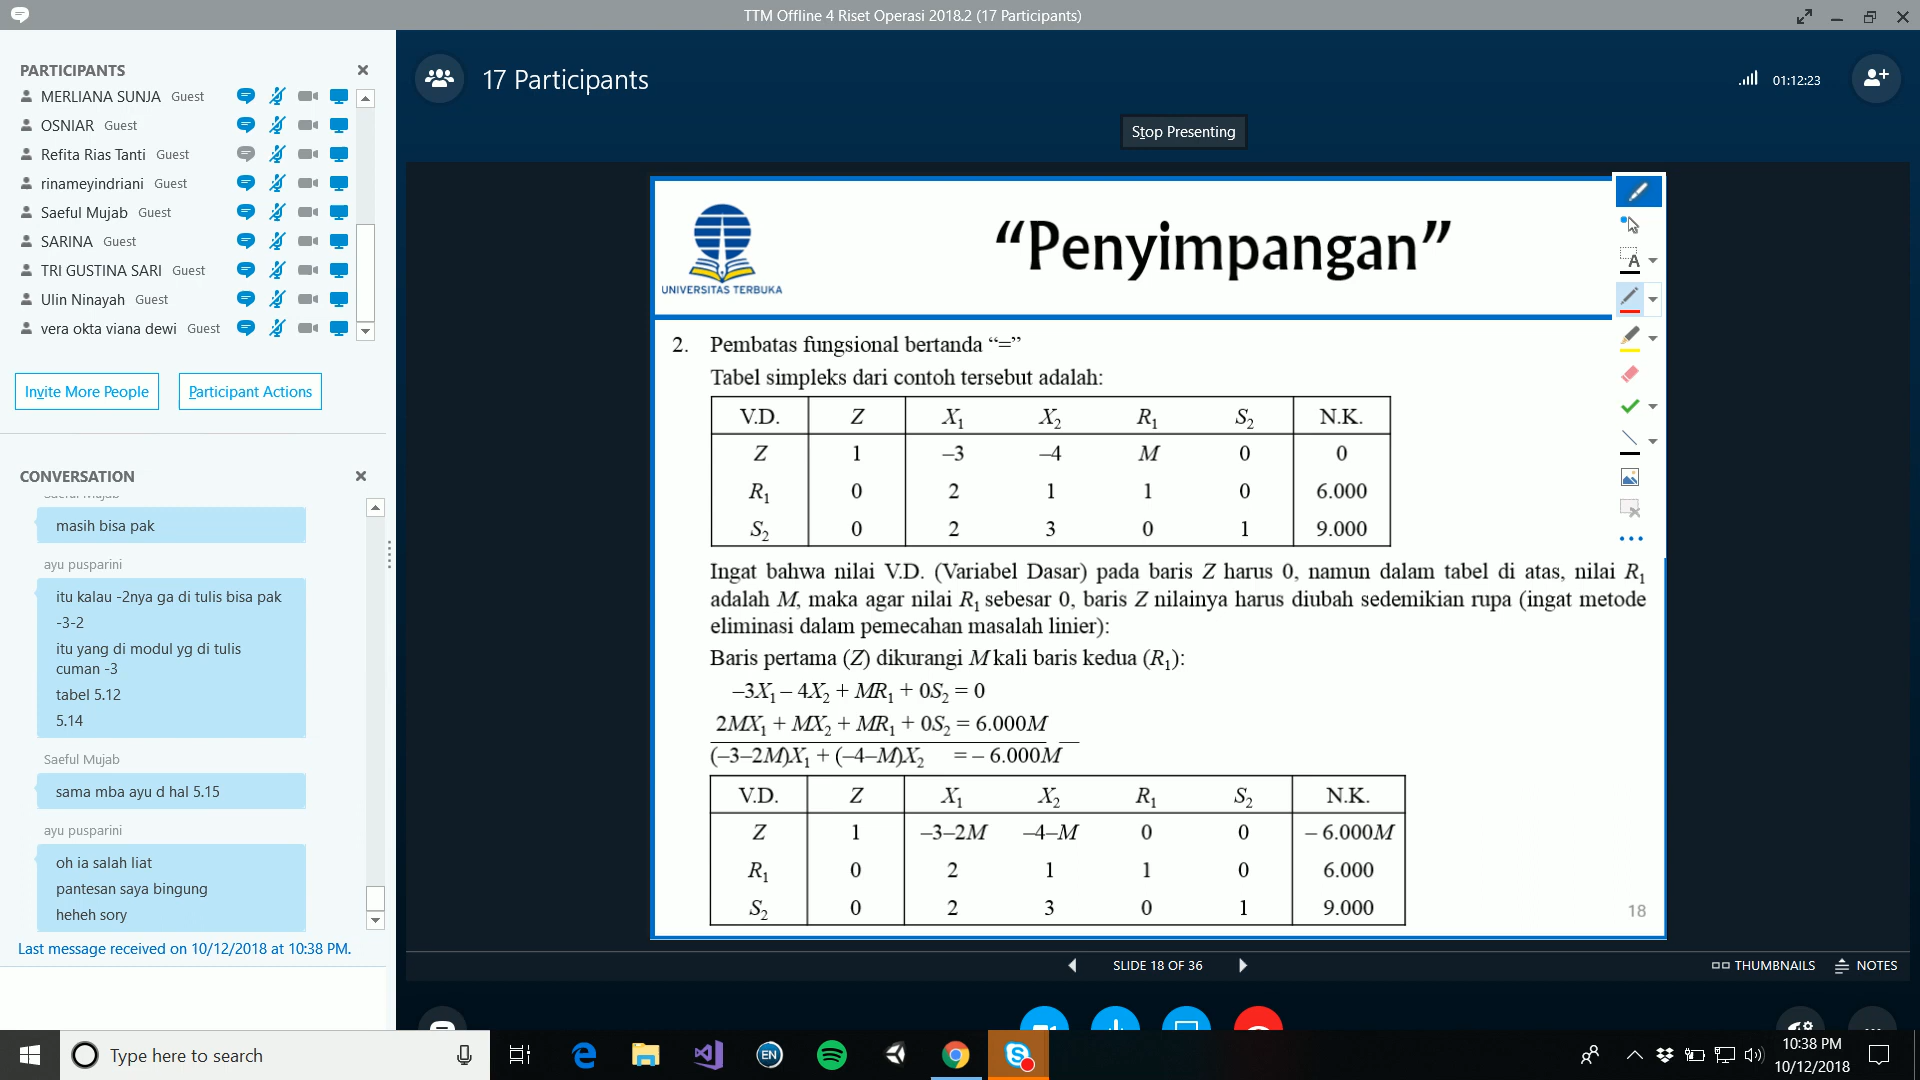 TTM Offline 4 Riset Operasi 2018.2 (17 Participants)
PARTICIPANTS
MERLIANA SUNJA Guest
OSNIAR Guest
Refita Rias Tanti Guest
rinameyindriani Guest
Saeful Mujab Guest
SARINA Guest
TRI GUSTINA SARI Guest
Ulin Ninayah Guest
vera okta viana dewi Guest
Invite More People Participant Actions
CONVERSATION
Saeful Mujab
masih bisa pak
ayu pusparini
itu kalau -2nya ga di tulis bisa pak
-3-2
itu yang di modul yg di tulis
cuman -3
tabel 5.12
5.14
Saeful Mujab
sama mba ayu d hal 5.15
ayu pusparini
oh ia salah liat
pantesan saya bingung
heheh sory
Last message received on 10/12/2018 at 10:38 PM.
17 Participants
01:12:23
Stop Presenting
UNIVERSITAS TERBUKA
“Penyimpangan”
2. Pembatas fungsional bertanda “=”
Tabel simpleks dari contoh tersebut adalah:
V.D. Z X₁ X₂ R₁ S₂ N.K.
Z 1 –3 –4 M 0 0
R₁ 0 2 1 1 0 6.000
S₂ 0 2 3 0 1 9.000
Ingat bahwa nilai V.D. (Variabel Dasar) pada baris Z harus 0, namun dalam tabel di atas, nilai R₁
adalah M, maka agar nilai R₁ sebesar 0, baris Z nilainya harus diubah sedemikian rupa (ingat metode
eliminasi dalam pemecahan masalah linier):
Baris pertama (Z) dikurangi M kali baris kedua (R₁):
–3X₁ – 4X₂ + MR₁ + 0S₂ = 0
2MX₁ + MX₂ + MR₁ + 0S₂ = 6.000M
(–3–2M)X₁ + (–4–M)X₂ = – 6.000M
V.D. Z X₁ X₂ R₁ S₂ N.K.
Z 1 –3–2M –4–M 0 0 – 6.000M
R₁ 0 2 1 1 0 6.000
S₂ 0 2 3 0 1 9.000
18
A
SLIDE 18 OF 36
THUMBNAILS NOTES
Type here to search
EN
10:38 PM
10/12/2018